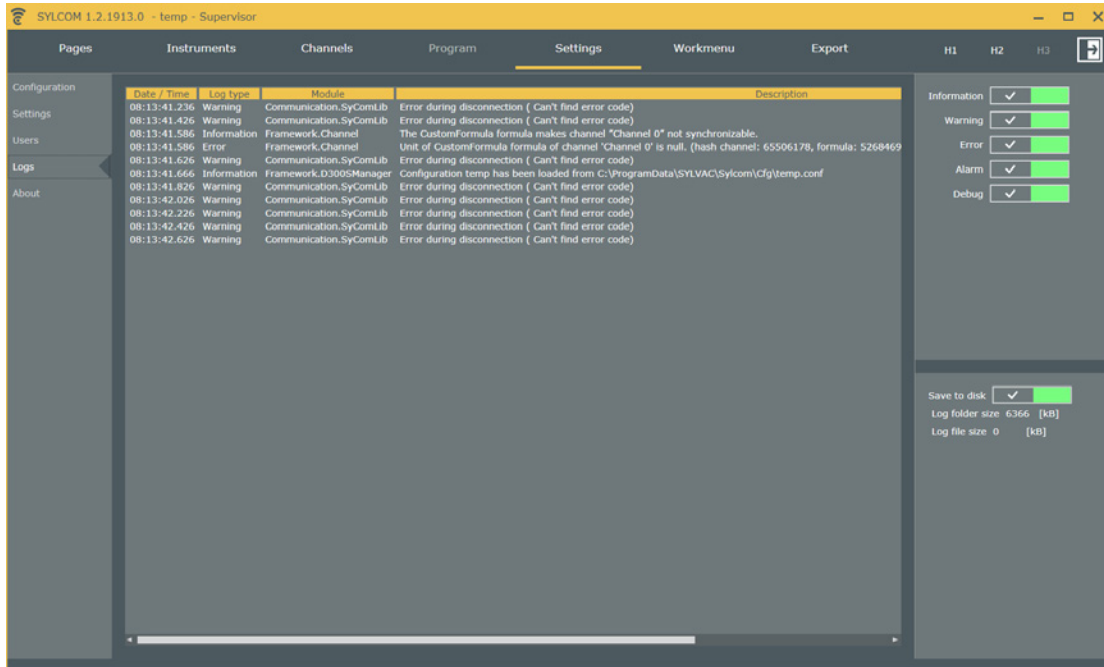 SYLCOM 1.2.1913.0 - temp - Supervisor
Pages Instruments Channels Program Settings Workmenu Export H1 H2 H3
Configuration
Settings
Users
Logs
About
Date / Time Log type Module Description
08:13:41.236 Warning Communication.SyComLib Error during disconnection ( Can't find error code)
08:13:41.426 Warning Communication.SyComLib Error during disconnection ( Can't find error code)
08:13:41.586 Information Framework.Channel The CustomFormula formula makes channel "Channel 0" not synchronizable.
08:13:41.586 Error Framework.Channel Unit of CustomFormula formula of channel 'Channel 0' is null. (hash channel: 65506178, formula: 5268469
08:13:41.626 Warning Communication.SyComLib Error during disconnection ( Can't find error code)
08:13:41.666 Information Framework.D300SManager Configuration temp has been loaded from C:\ProgramData\SYLVAC\Sylcom\Cfg\temp.conf
08:13:41.826 Warning Communication.SyComLib Error during disconnection ( Can't find error code)
08:13:42.026 Warning Communication.SyComLib Error during disconnection ( Can't find error code)
08:13:42.226 Warning Communication.SyComLib Error during disconnection ( Can't find error code)
08:13:42.426 Warning Communication.SyComLib Error during disconnection ( Can't find error code)
08:13:42.626 Warning Communication.SyComLib Error during disconnection ( Can't find error code)
Information
Warning
Error
Alarm
Debug
Save to disk
Log folder size 6366 [kB]
Log file size 0 [kB]